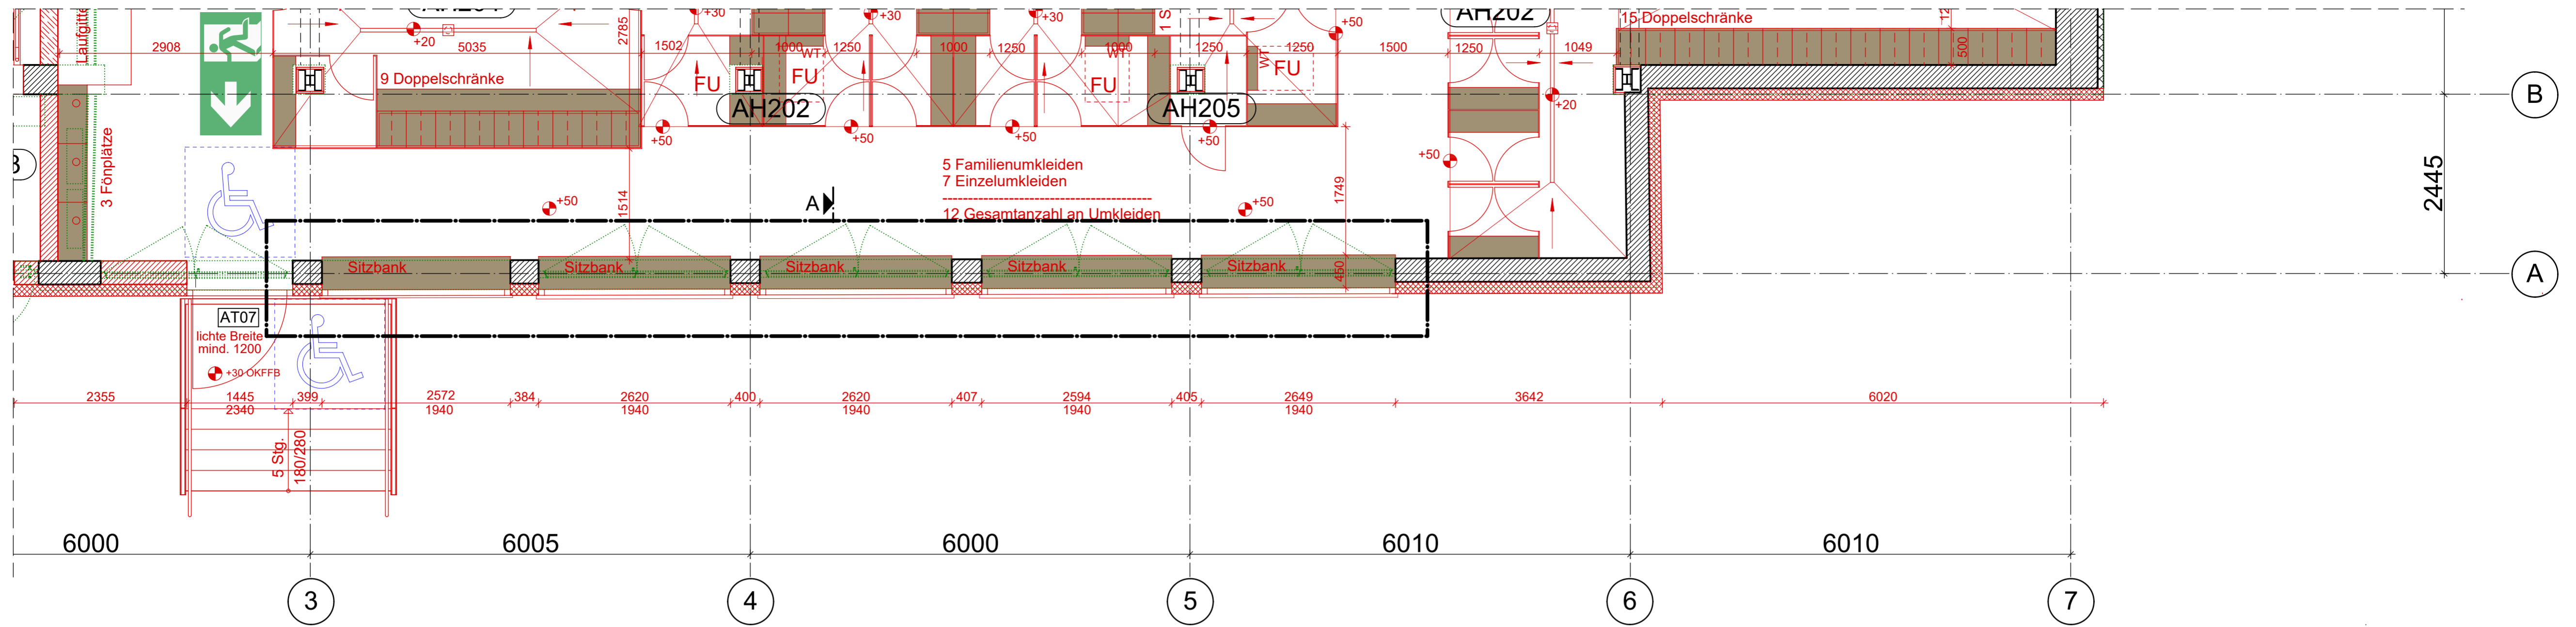 +30
+30
+30
+50
15 Doppelschränke
AH202
2785
2908
5035
+20
1502
1000
1250
1000
1250
1000
1250
1250
1500
1250
1049
500
WT
WT
WT
9 Doppelschränke
FU
FU
FU
FU
AH202
AH205
+20
B
+50
+50
+50
+50
+50
3 Fönplätze
5 Familienumkleiden
7 Einzelumkleiden
12 Gesamtanzahl an Umkleiden
1514
1749
2445
A
+50
+50
Sitzbank
Sitzbank
Sitzbank
Sitzbank
Sitzbank
450
A
AT07
lichte Breite
mind. 1200
+30 OKFFB
2355
1445
2340
399
2572
1940
384
2620
1940
400
2620
1940
407
2594
1940
405
2649
1940
3642
6020
5 Stg.
180/280
6000
6005
6000
6010
6010
3
4
5
6
7